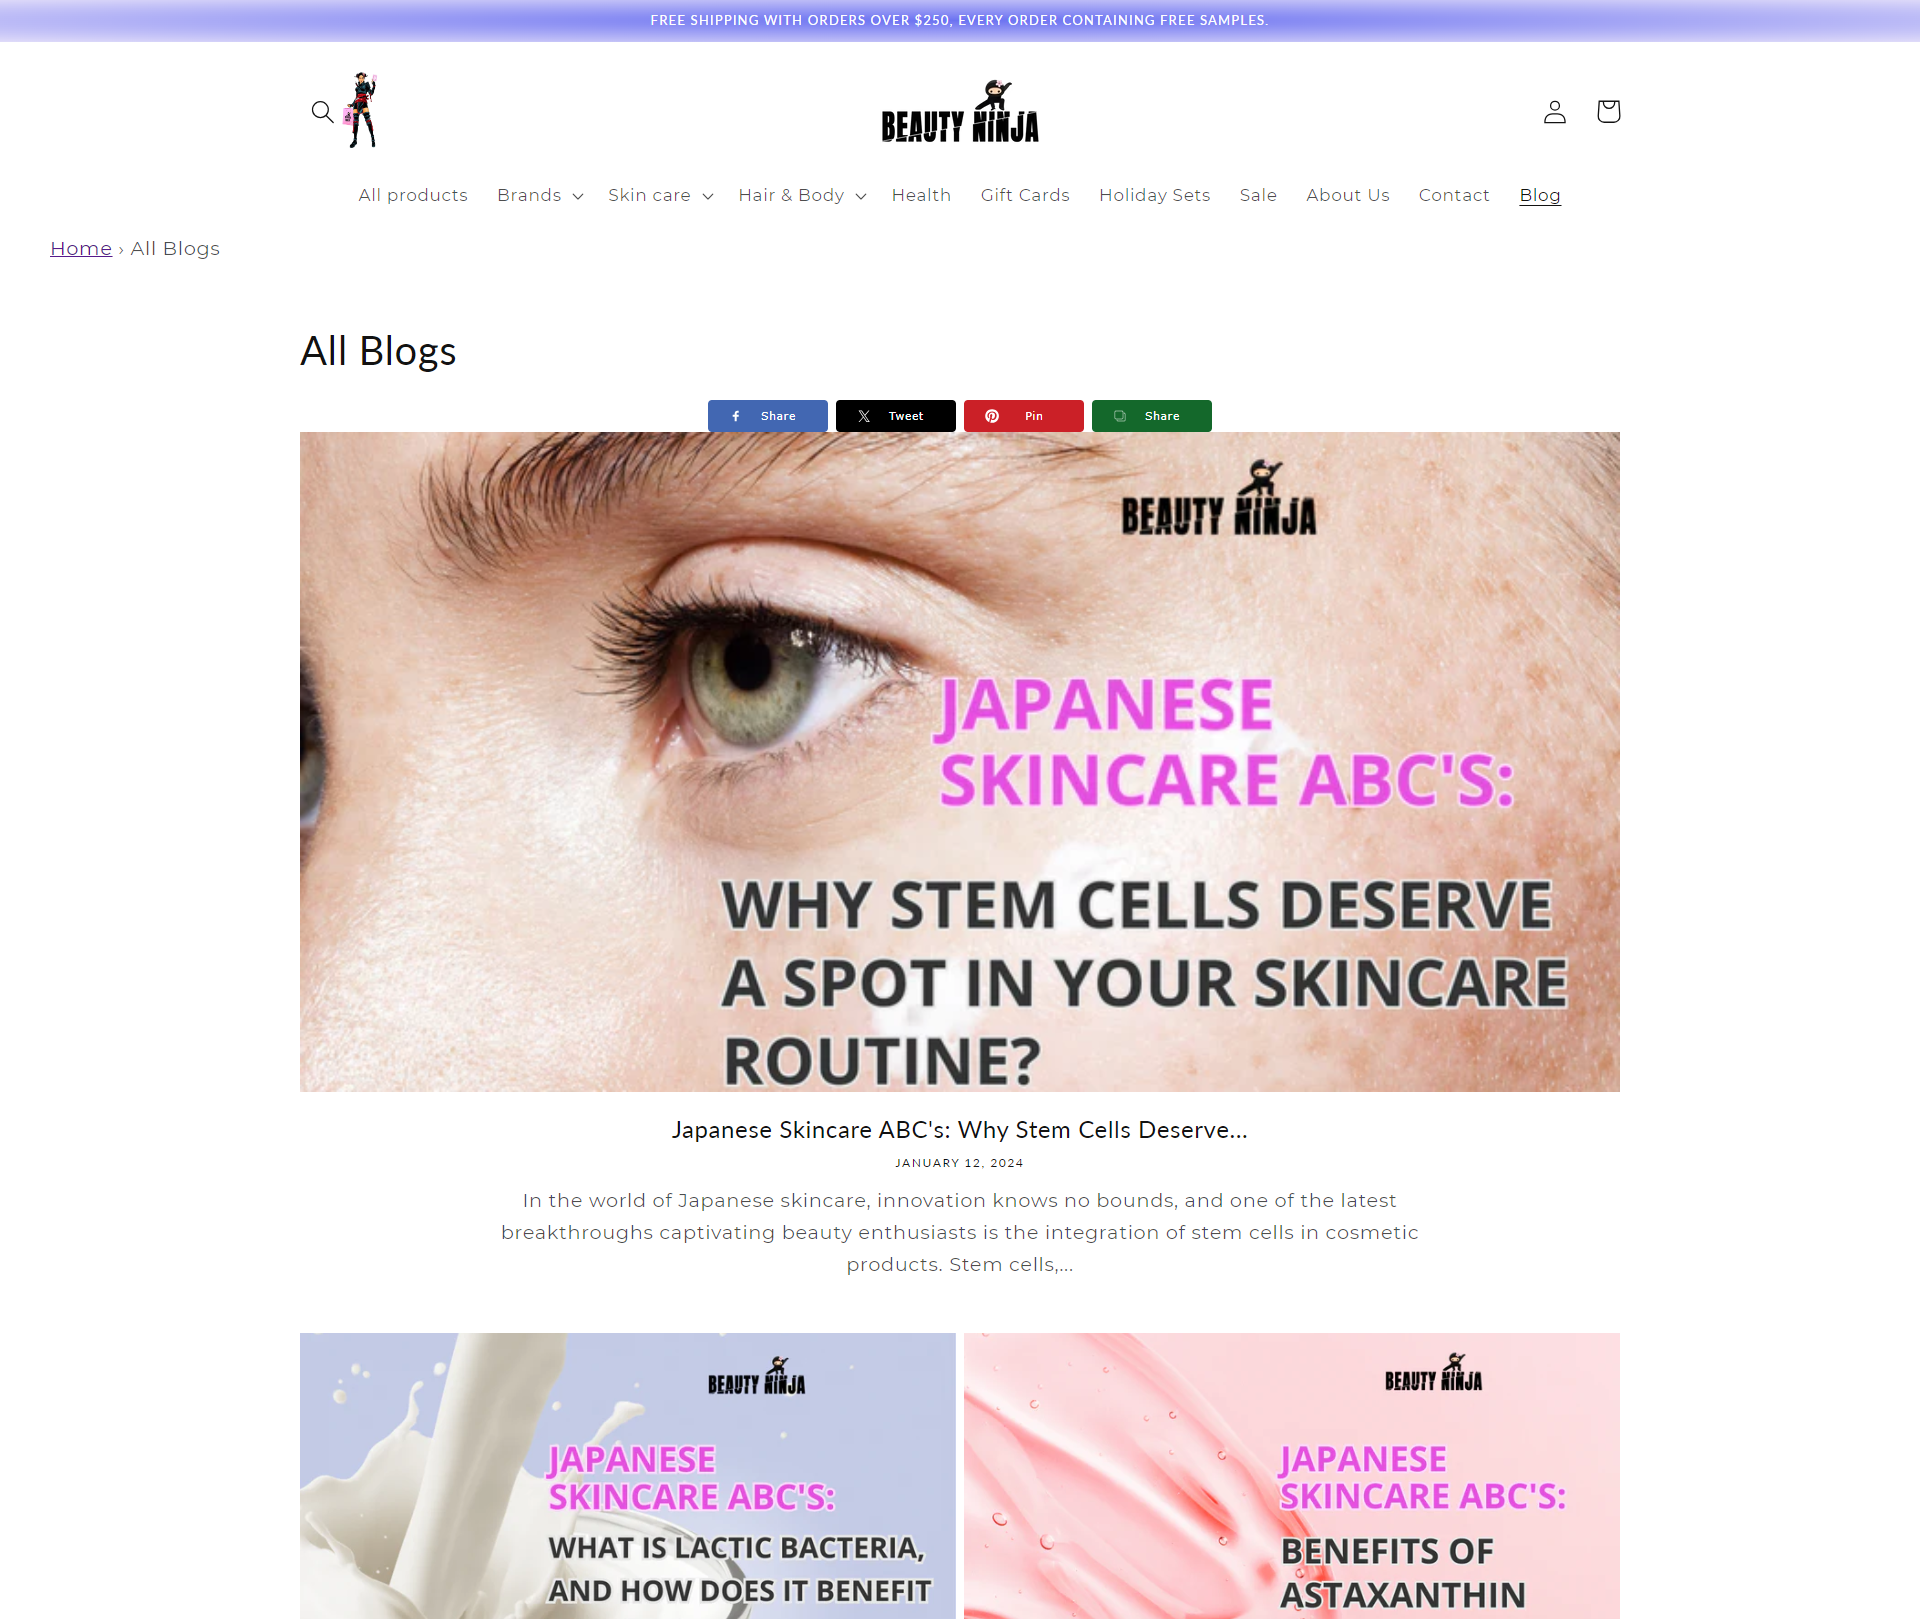 FREE SHIPPING WITH ORDERS OVER $250, EVERY ORDER CONTAINING FREE SAMPLES.
BEAUTY NINJA
All products Brands Skin care Hair & Body Health Gift Cards Holiday Sets Sale About Us Contact Blog
Home › All Blogs
All Blogs
Share Tweet Pin Share
BEAUTY NINJA
JAPANESE
SKINCARE ABC'S:
WHY STEM CELLS DESERVE
A SPOT IN YOUR SKINCARE
ROUTINE?
Japanese Skincare ABC's: Why Stem Cells Deserve...
JANUARY 12, 2024
In the world of Japanese skincare, innovation knows no bounds, and one of the latest
breakthroughs captivating beauty enthusiasts is the integration of stem cells in cosmetic
products. Stem cells,...
BEAUTY NINJA
JAPANESE
SKINCARE ABC'S:
WHAT IS LACTIC BACTERIA,
AND HOW DOES IT BENEFIT
BEAUTY NINJA
JAPANESE
SKINCARE ABC'S:
BENEFITS OF
ASTAXANTHIN